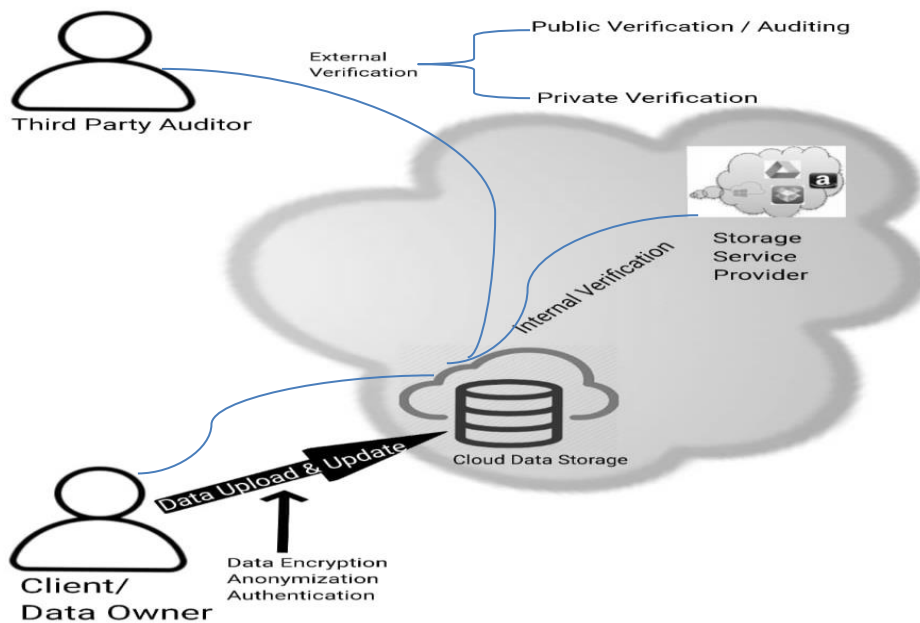 Public Verification / Auditing
External
Verification
Private Verification
Third Party Auditor
a
Storage
Service
Provider
Internal Verification
Cloud Data Storage
Data Upload & Update
Data Encryption
Anonymization
Authentication
Client/
Data Owner